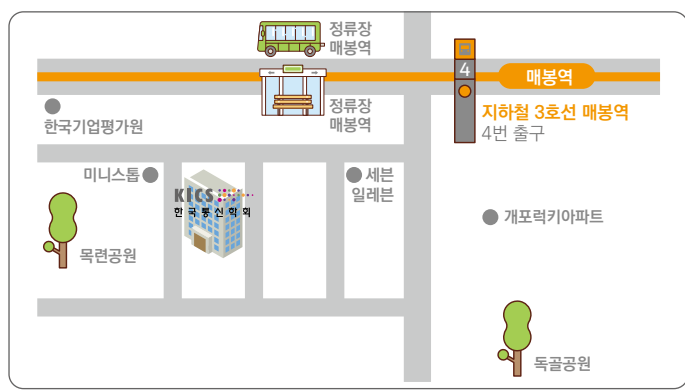 정류장
매봉역
4
매봉역
정류장
매봉역
지하철 3호선 매봉역
4번 출구
한국기업평가원
미니스톱
세븐
일레븐
KICS
한국통신학회
개포럭키아파트
목련공원
독골공원